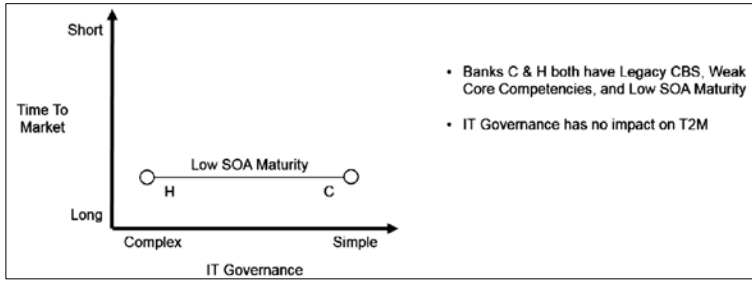 Short
Time To
Market
Low SOA Maturity
H
C
Long
Complex
Simple
IT Governance
• Banks C & H both have Legacy CBS, Weak
Core Competencies, and Low SOA Maturity
• IT Governance has no impact on T2M